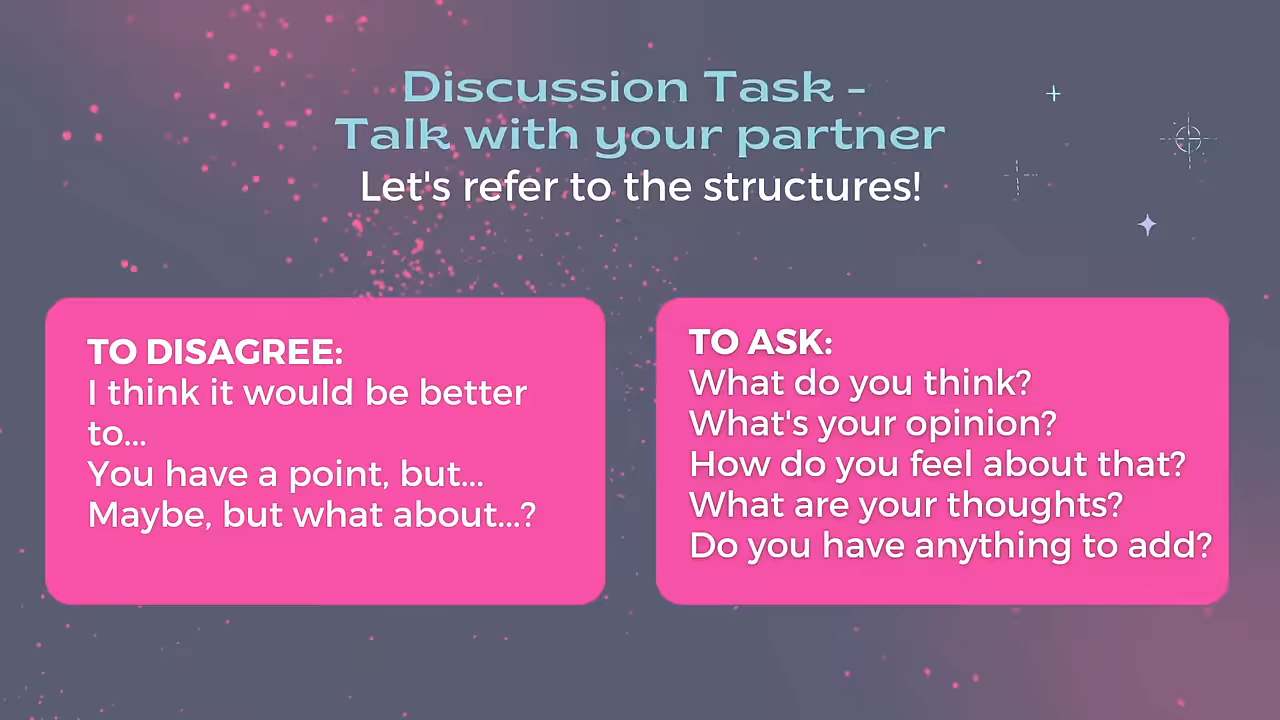 Discussion Task -
Talk with your partner
Let's refer to the structures!
TO DISAGREE:
I think it would be better
to...
You have a point, but...
Maybe, but what about...?
TO ASK:
What do you think?
What's your opinion?
How do you feel about that?
What are your thoughts?
Do you have anything to add?